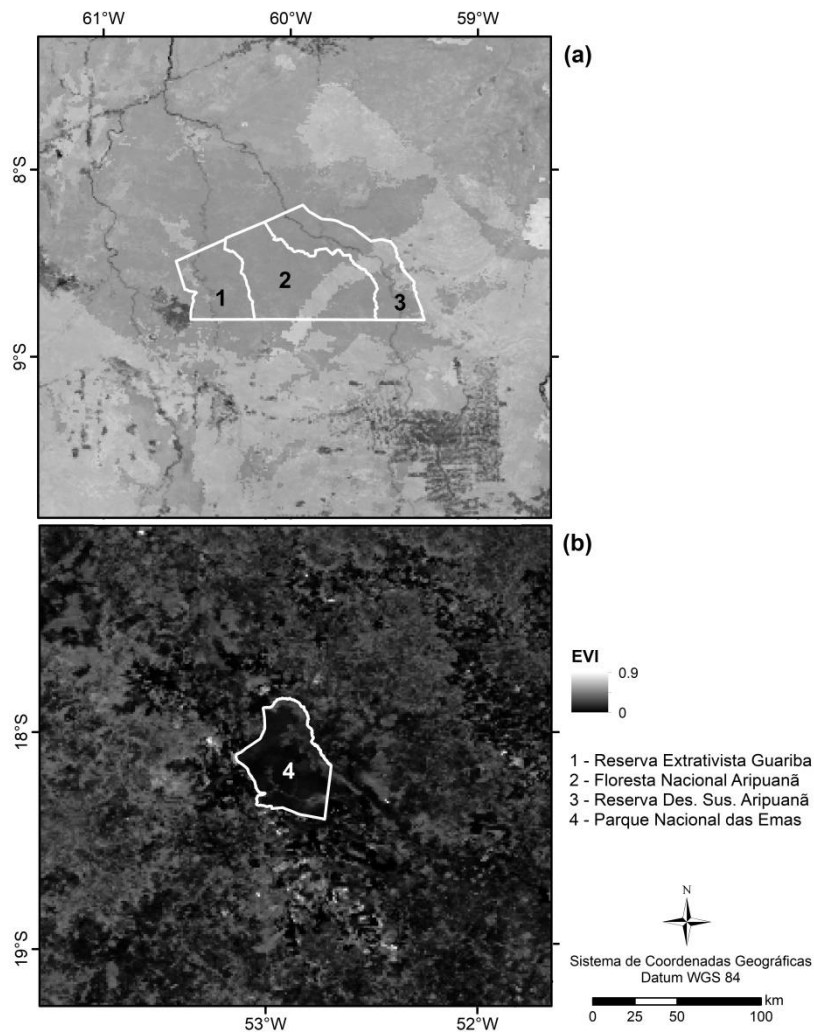 61°W 60°W 59°W
(a)
8°S
9°S
1
2
3
(b)
18°S
19°S
4
53°W 52°W
EVI
0.9
0
1 - Reserva Extrativista Guariba
2 - Floresta Nacional Aripuanã
3 - Reserva Des. Sus. Aripuanã
4 - Parque Nacional das Emas
N
Sistema de Coordenadas Geográficas
Datum WGS 84
km
0 25 50 100